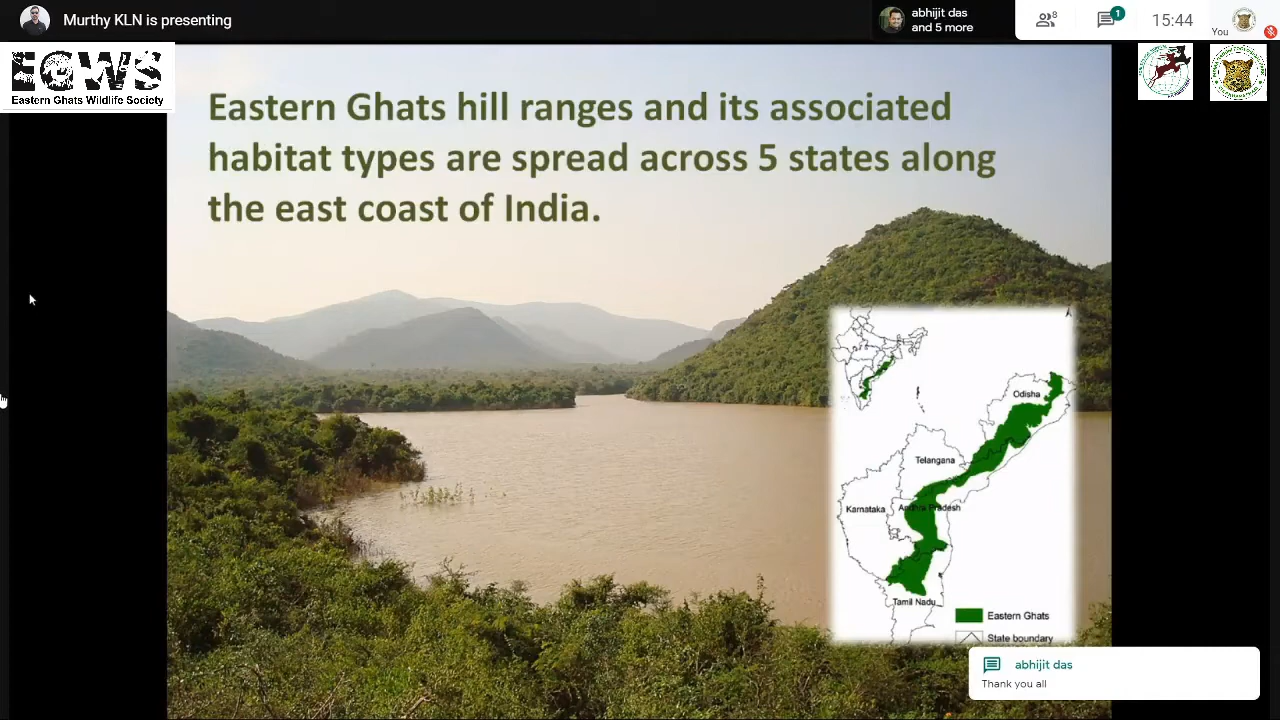 Murthy KLN is presenting
abhijit das
and 5 more
8
1
15:44
You
EGWS
Eastern Ghats Wildlife Society
Eastern Ghats hill ranges and its associated
habitat types are spread across 5 states along
the east coast of India.
Odisha
Telangana
Karnataka
Andhra Pradesh
Tamil Nadu
Eastern Ghats
State boundary
abhijit das
Thank you all